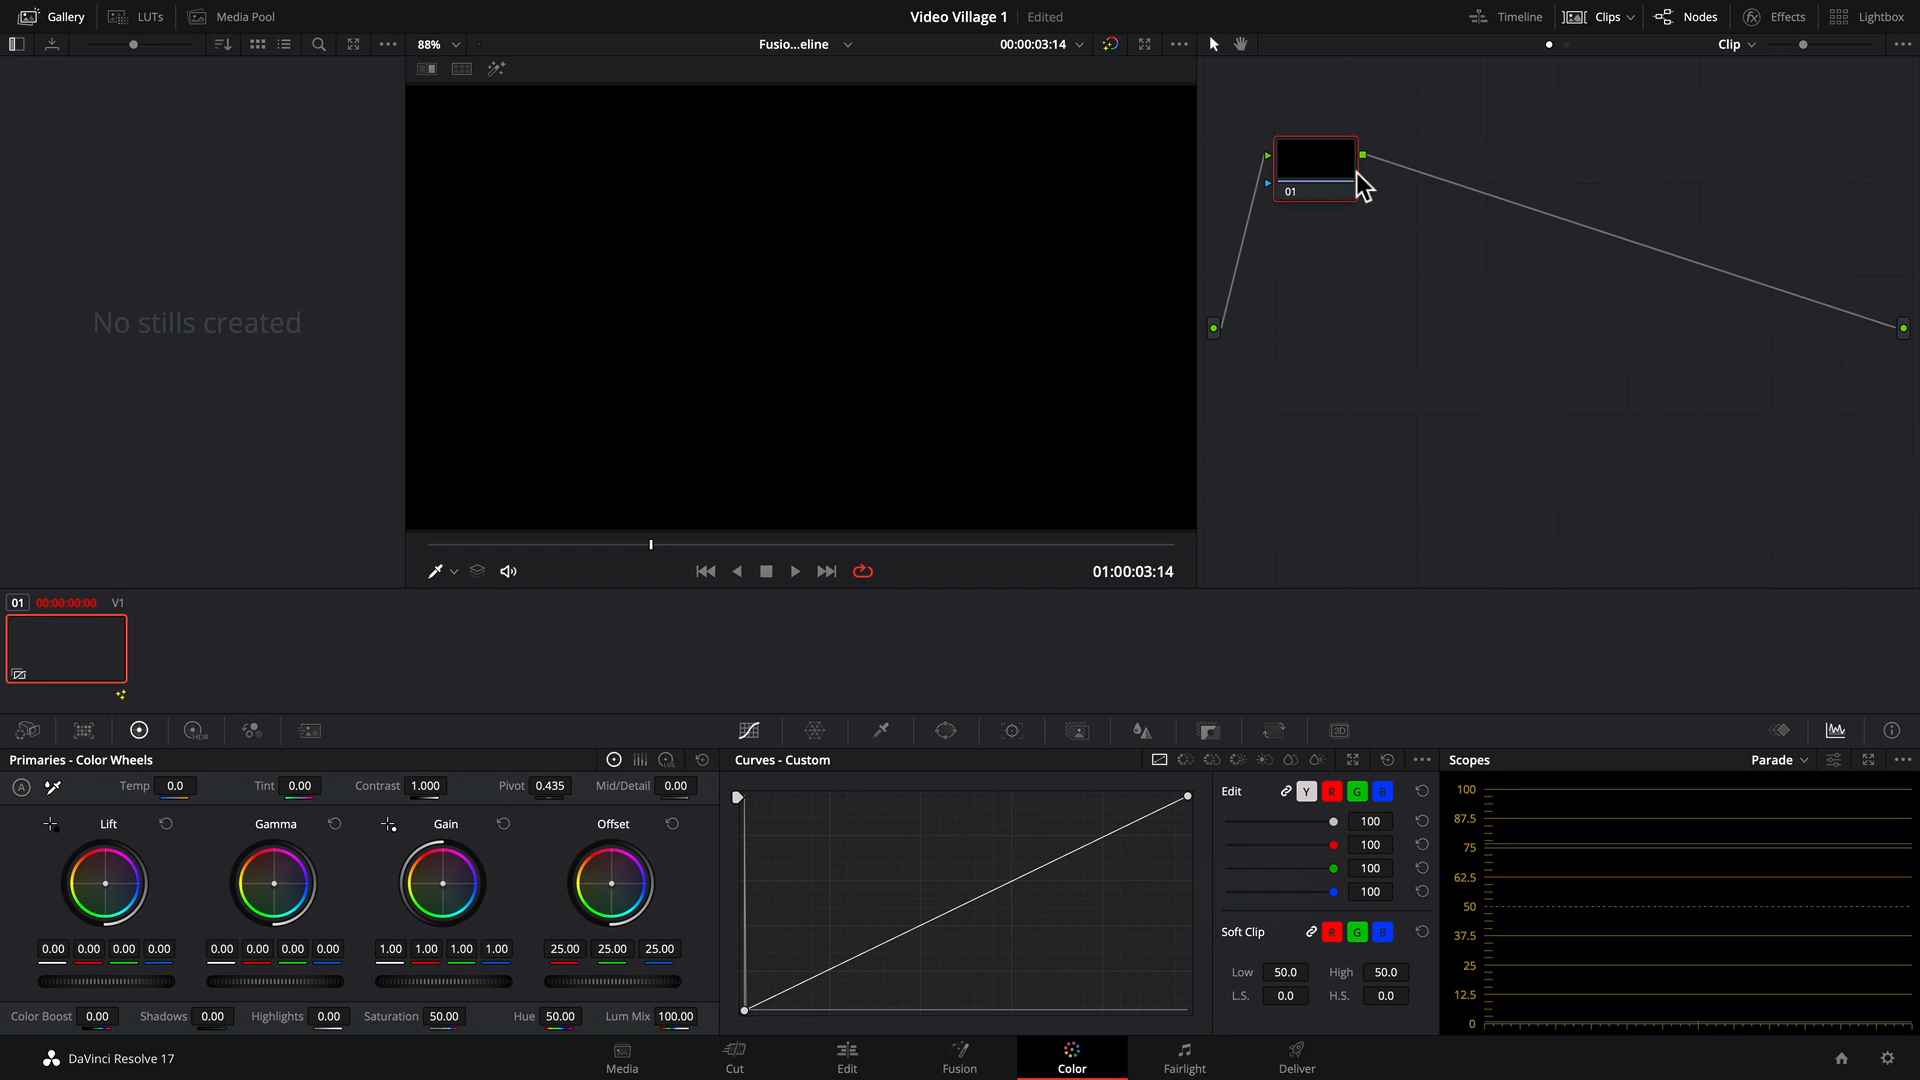 Gallery LUTs Media Pool Video Village 1 Edited Timeline Clips Nodes Effects Lightbox
88% Fusio...eline 00:00:03:14 Clip
01
No stills created
01:00:03:14
01 00:00:00:00 V1
HDR 3D
Primaries - Color Wheels LOG Curves - Custom Scopes Parade
A Temp 0.0 Tint 0.00 Contrast 1.000 Pivot 0.435 Mid/Detail 0.00
Lift Gamma Gain Offset
0.00 0.00 0.00 0.00 0.00 0.00 0.00 0.00 1.00 1.00 1.00 1.00 25.00 25.00 25.00
Color Boost 0.00 Shadows 0.00 Highlights 0.00 Saturation 50.00 Hue 50.00 Lum Mix 100.00
Edit Y R G B
100
100
100
100
Soft Clip R G B
Low 50.0 High 50.0
L.S. 0.0 H.S. 0.0
100
87.5
75
62.5
50
37.5
25
12.5
0
DaVinci Resolve 17 Media Cut Edit Fusion Color Fairlight Deliver